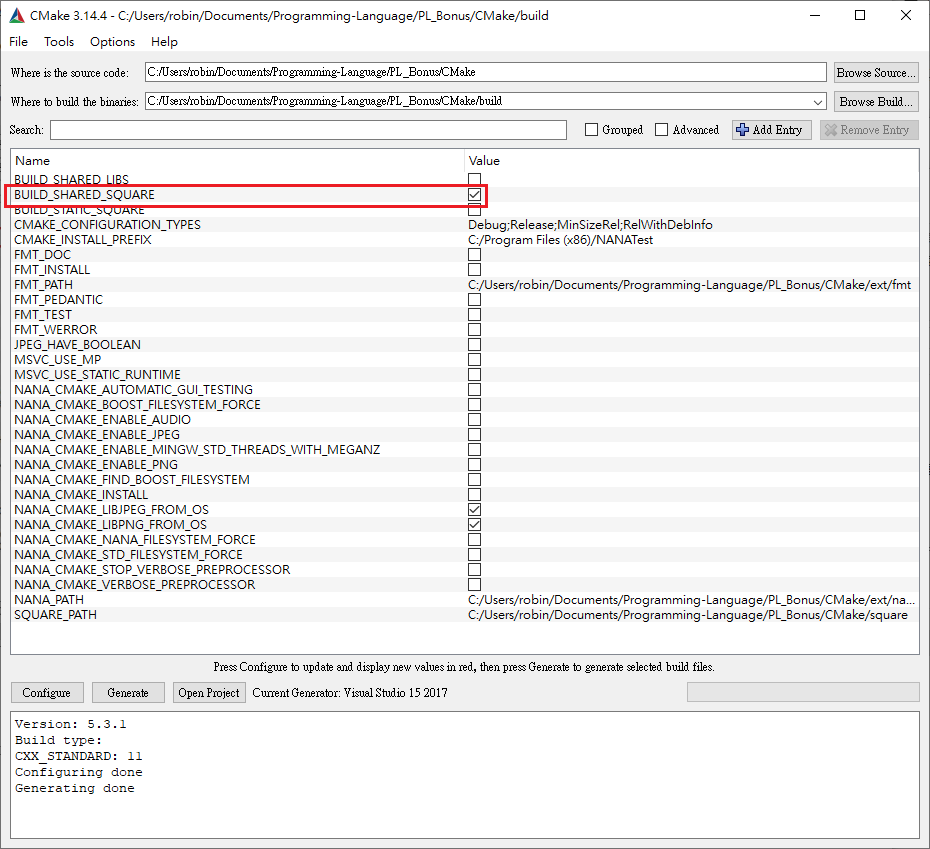 CMake 3.14.4 - C:/Users/robin/Documents/Programming-Language/PL_Bonus/CMake/build
File Tools Options Help
Where is the source code: C:/Users/robin/Documents/Programming-Language/PL_Bonus/CMake Browse Source...
Where to build the binaries: C:/Users/robin/Documents/Programming-Language/PL_Bonus/CMake/build Browse Build...
Search: Grouped Advanced Add Entry Remove Entry
Name Value
BUILD_SHARED_LIBS
BUILD_SHARED_SQUARE
BUILD_STATIC_SQUARE
CMAKE_CONFIGURATION_TYPES Debug;Release;MinSizeRel;RelWithDebInfo
CMAKE_INSTALL_PREFIX C:/Program Files (x86)/NANATest
FMT_DOC
FMT_INSTALL
FMT_PATH C:/Users/robin/Documents/Programming-Language/PL_Bonus/CMake/ext/fmt
FMT_PEDANTIC
FMT_TEST
FMT_WERROR
JPEG_HAVE_BOOLEAN
MSVC_USE_MP
MSVC_USE_STATIC_RUNTIME
NANA_CMAKE_AUTOMATIC_GUI_TESTING
NANA_CMAKE_BOOST_FILESYSTEM_FORCE
NANA_CMAKE_ENABLE_AUDIO
NANA_CMAKE_ENABLE_JPEG
NANA_CMAKE_ENABLE_MINGW_STD_THREADS_WITH_MEGANZ
NANA_CMAKE_ENABLE_PNG
NANA_CMAKE_FIND_BOOST_FILESYSTEM
NANA_CMAKE_INSTALL
NANA_CMAKE_LIBJPEG_FROM_OS
NANA_CMAKE_LIBPNG_FROM_OS
NANA_CMAKE_NANA_FILESYSTEM_FORCE
NANA_CMAKE_STD_FILESYSTEM_FORCE
NANA_CMAKE_STOP_VERBOSE_PREPROCESSOR
NANA_CMAKE_VERBOSE_PREPROCESSOR
NANA_PATH C:/Users/robin/Documents/Programming-Language/PL_Bonus/CMake/ext/na...
SQUARE_PATH C:/Users/robin/Documents/Programming-Language/PL_Bonus/CMake/square
Press Configure to update and display new values in red, then press Generate to generate selected build files.
Configure Generate Open Project Current Generator: Visual Studio 15 2017
Version: 5.3.1
Build type:
CXX_STANDARD: 11
Configuring done
Generating done